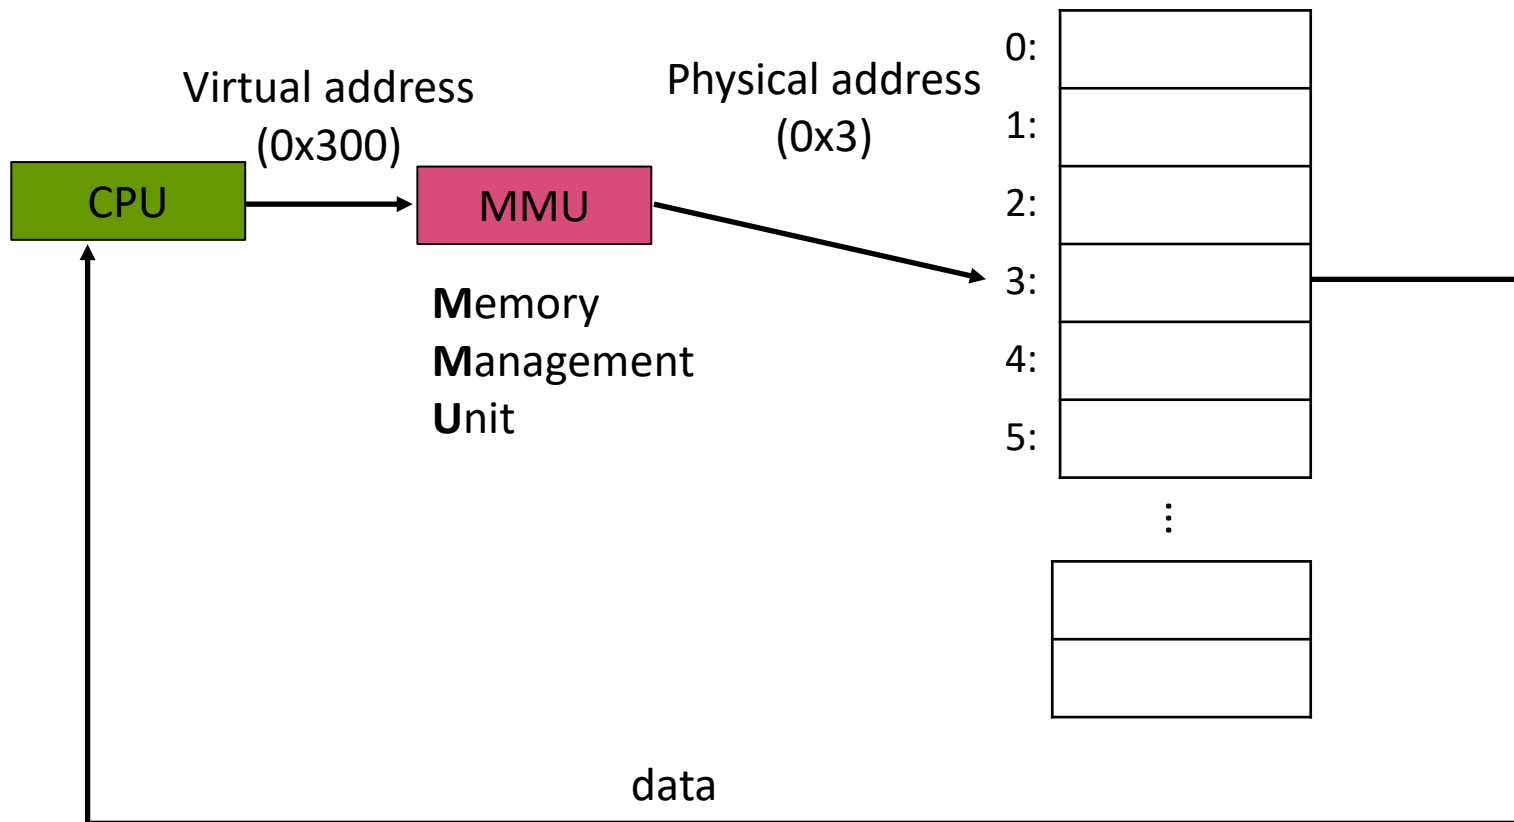 Virtual address
(0x300)
Physical address
(0x3)
CPU
MMU
Memory
Management
Unit
0:
1:
2:
3:
4:
5:
...
data